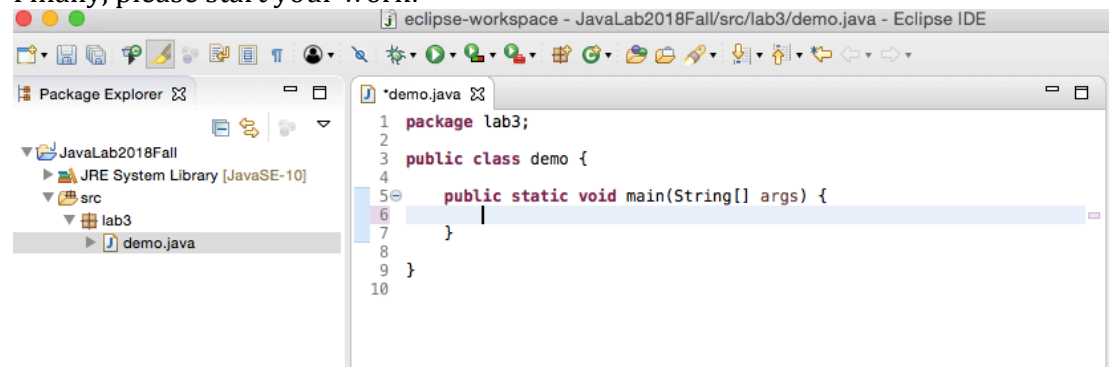 Finally, please start your work.
eclipse-workspace - JavaLab2018Fall/src/lab3/demo.java - Eclipse IDE
Package Explorer
JavaLab2018Fall
JRE System Library [JavaSE-10]
src
lab3
demo.java
*demo.java
1 package lab3;
2
3 public class demo {
4
5 public static void main(String[] args) {
6
7 }
8
9 }
10